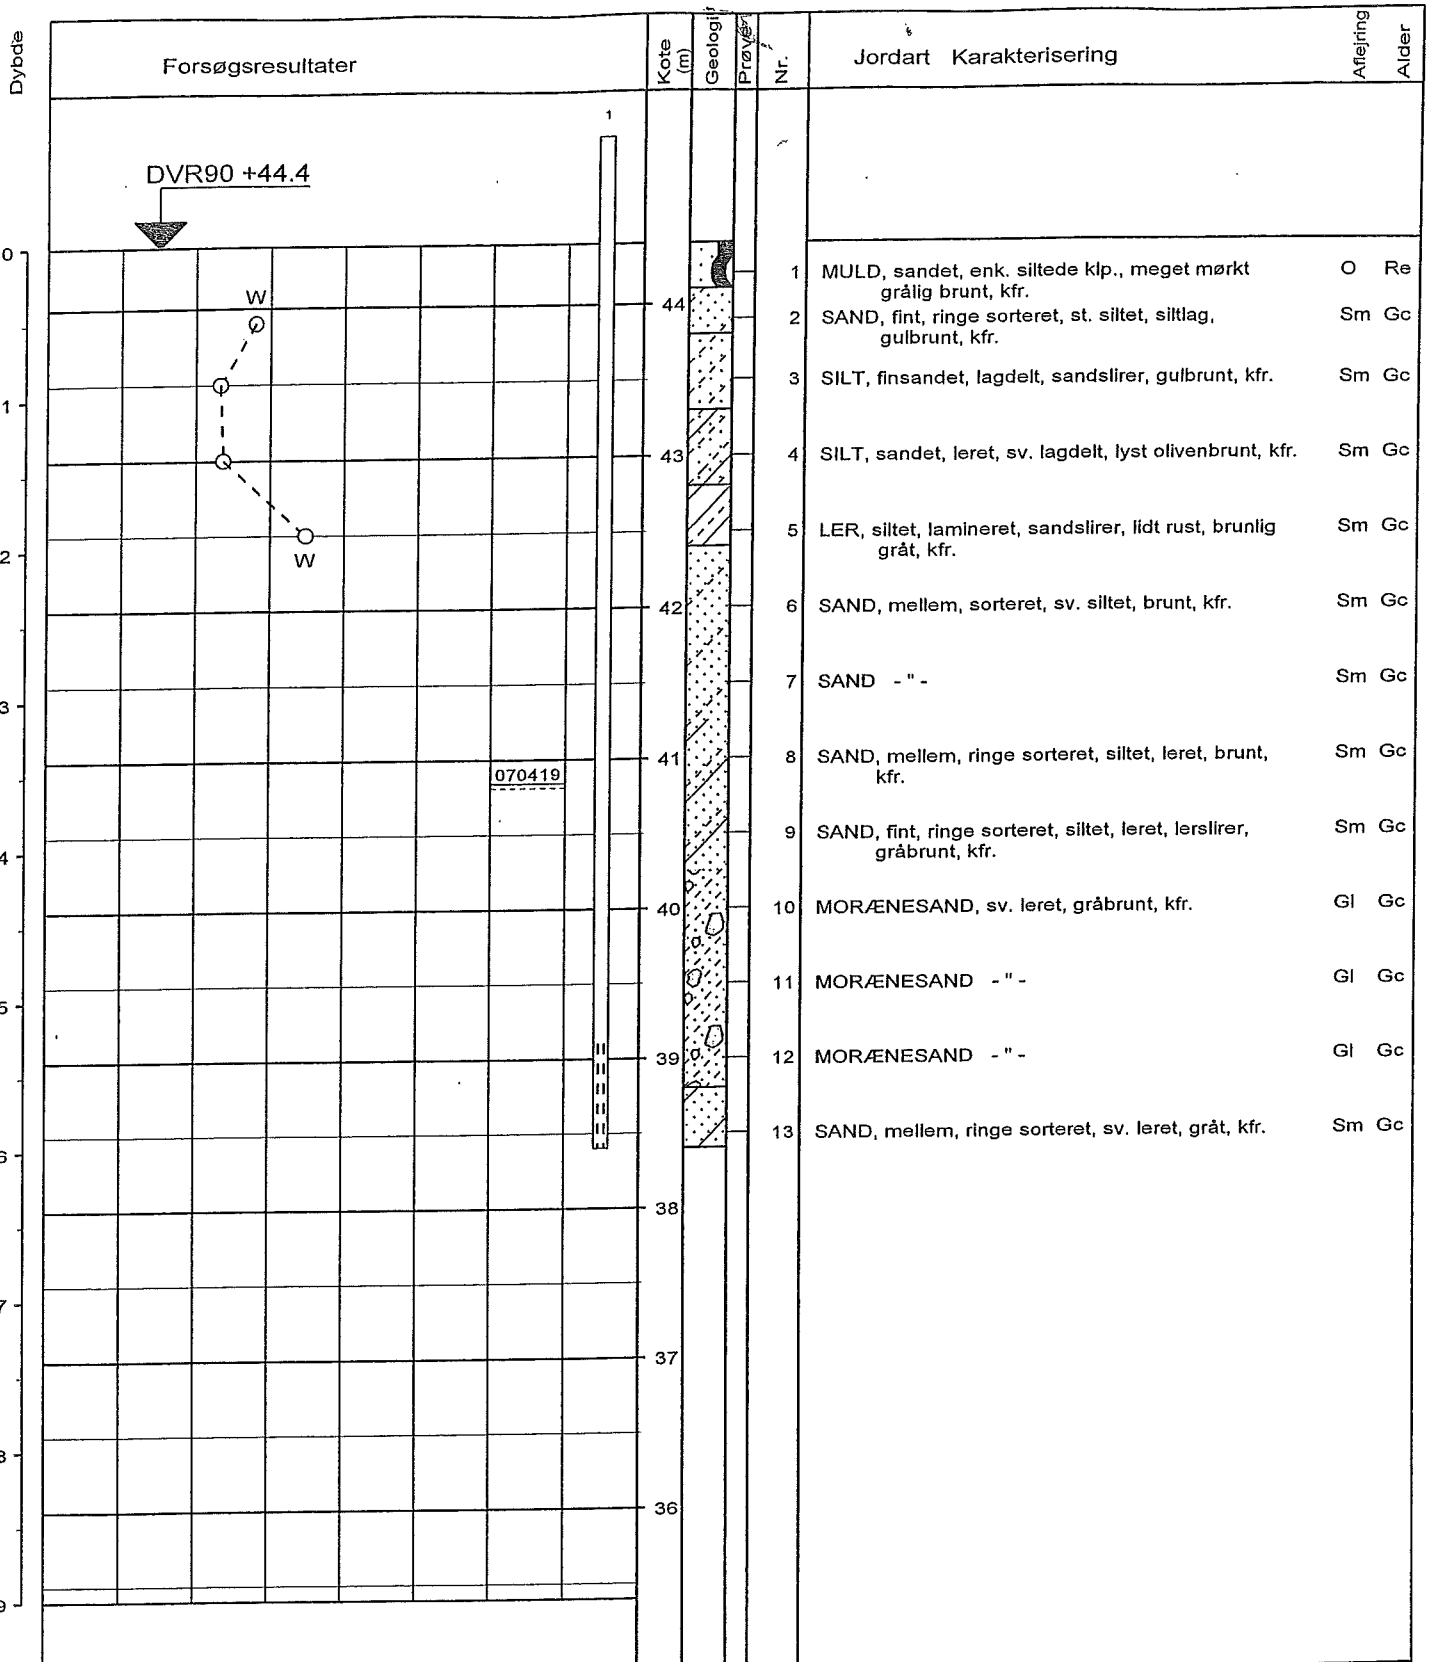 Dybde
Forsøgsresultater
Kote (m)
Geologi
Prøver
Nr.
Jordart Karakterisering
Aflejring
Alder
1
DVR90 +44.4
0
1 MULD, sandet, enk. siltede klp., meget mørkt O Re
grålig brunt, kfr.
W
44
2 SAND, fint, ringe sorteret, st. siltet, siltlag, Sm Gc
gulbrunt, kfr.
3 SILT, finsandet, lagdelt, sandslirer, gulbrunt, kfr. Sm Gc
1
43
4 SILT, sandet, leret, sv. lagdelt, lyst olivenbrunt, kfr. Sm Gc
5 LER, siltet, lamineret, sandslirer, lidt rust, brunlig Sm Gc
gråt, kfr.
2
W
42
6 SAND, mellem, sorteret, sv. siltet, brunt, kfr. Sm Gc
7 SAND - " - Sm Gc
3
41
8 SAND, mellem, ringe sorteret, siltet, leret, brunt, Sm Gc
kfr.
070419
9 SAND, fint, ringe sorteret, siltet, leret, lerslirer, Sm Gc
gråbrunt, kfr.
4
40
10 MORÆNESAND, sv. leret, gråbrunt, kfr. Gl Gc
11 MORÆNESAND - " - Gl Gc
5
39
12 MORÆNESAND - " - Gl Gc
13 SAND, mellem, ringe sorteret, sv. leret, gråt, kfr. Sm Gc
6
38
7
37
8
36
9